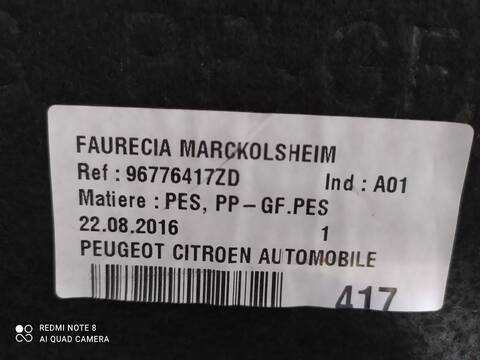 FAURECIA MARCKOLSHEIM
Ref : 96776417ZD Ind : A01
Matiere : PES, PP-GF.PES
22.08.2016 1
PEUGEOT CITROEN AUTOMOBILE
417
REDMI NOTE 8
AI QUAD CAMERA